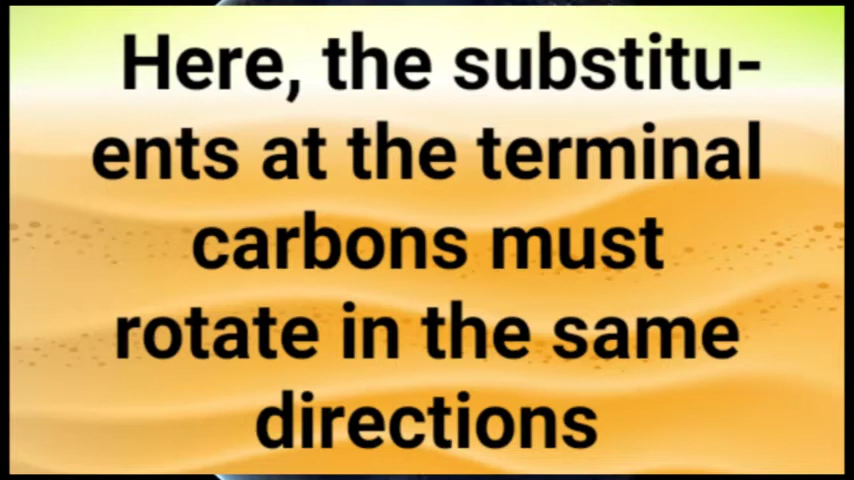 Here, the substitu-
ents at the terminal
carbons must
rotate in the same
directions